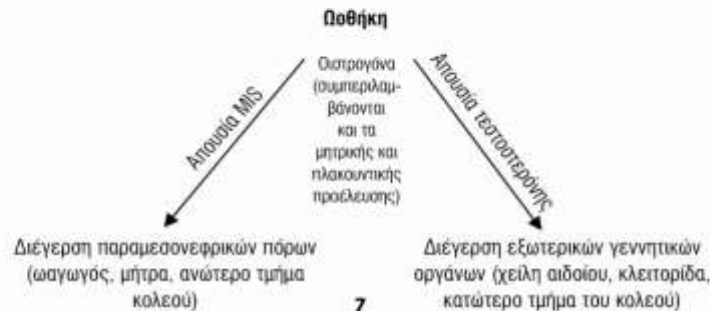 Ωοθήκη
Οιστρογόνα
(συμπεριλαμ-
βάνονται
και τα
μητρικής και
πλακουντικής
προέλευσης)
Απουσία MIS
Απουσία τεστοστερόνης
Διέγερση παραμεσονεφρικών πόρων
(ωαγωγός, μήτρα, ανώτερο τμήμα
κολεού)
Διέγερση εξωτερικών γεννητικών
οργάνων (χείλη αιδοίου, κλειτορίδα,
κατώτερο τμήμα του κολεού)
7